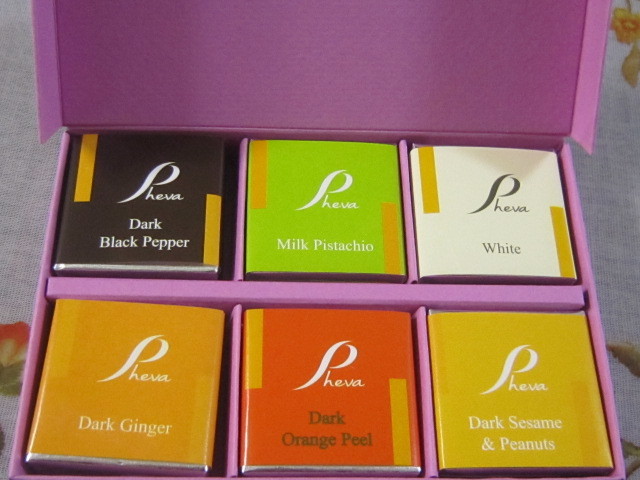 Pheva
Dark
Black Pepper
Pheva
Milk Pistachio
Pheva
White
Pheva
Dark Ginger
Pheva
Dark
Orange Peel
Pheva
Dark Sesame
& Peanuts